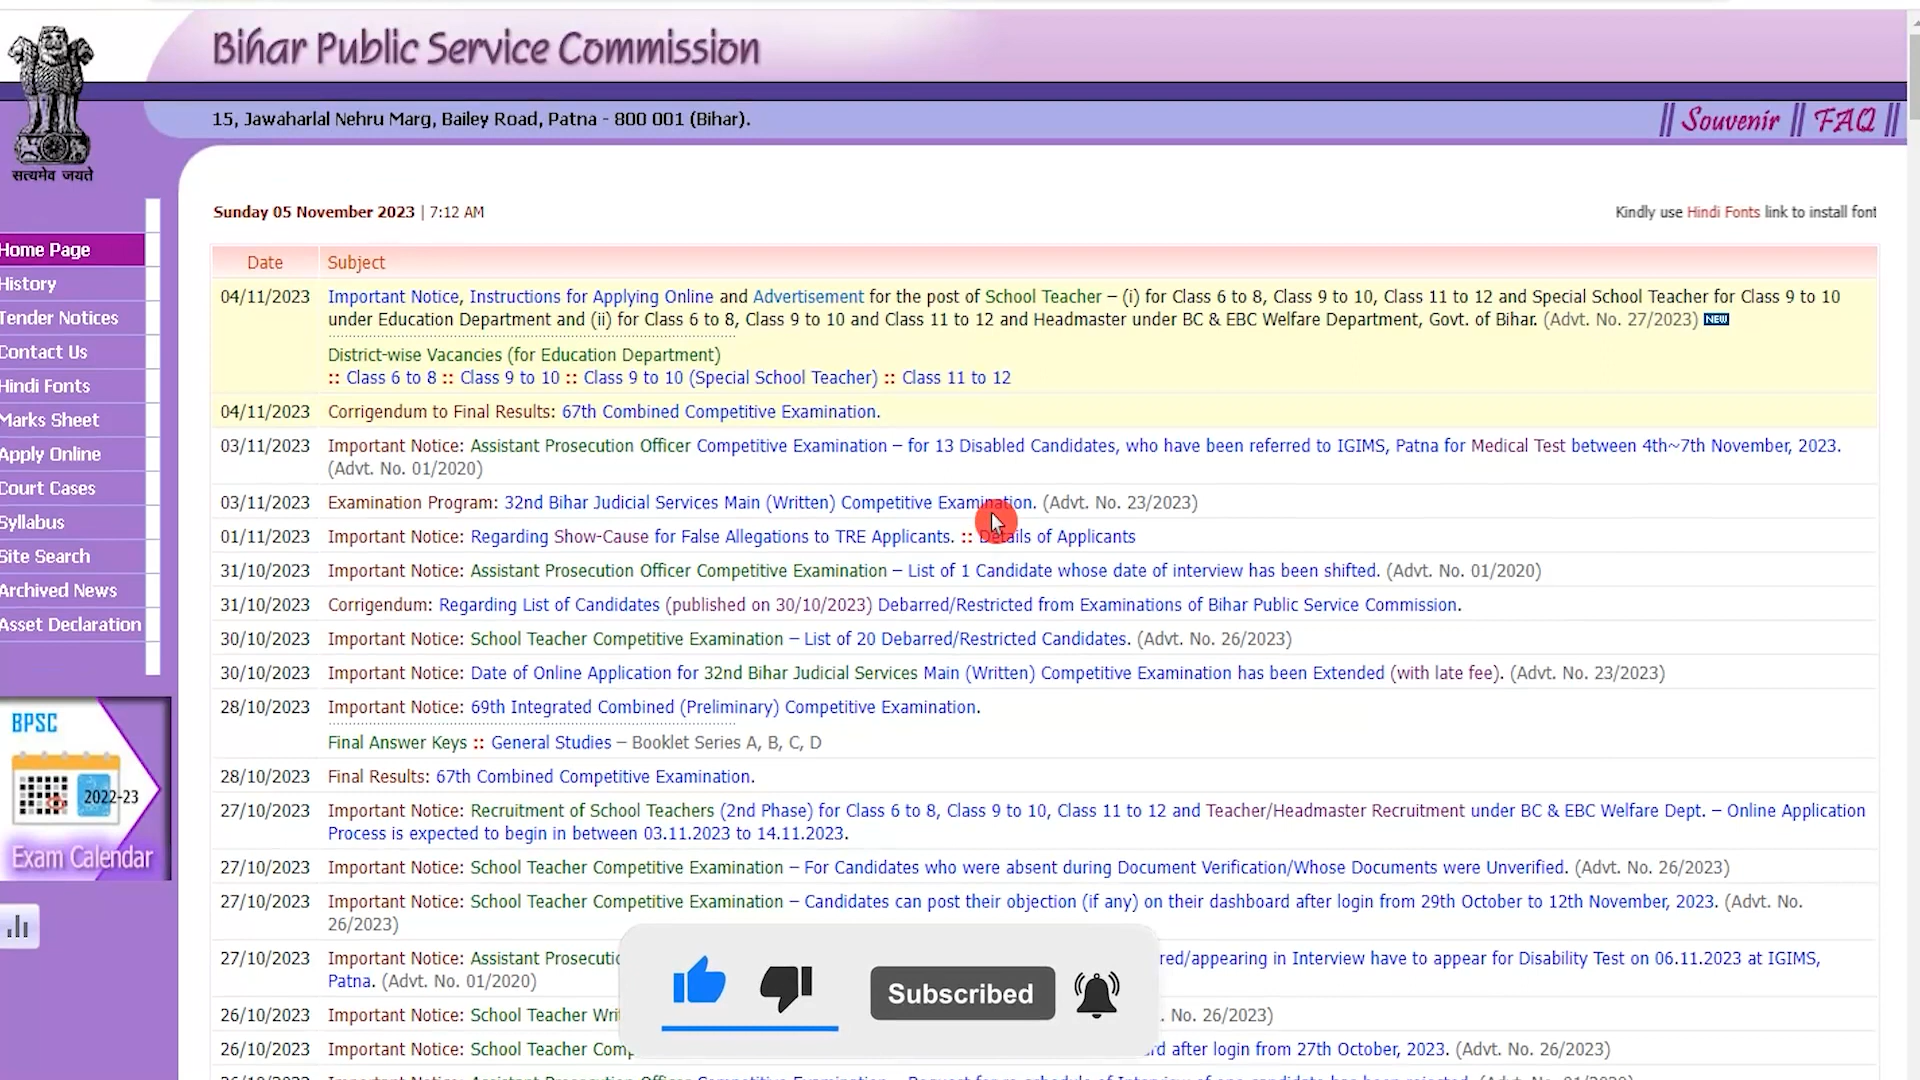 Bihar Public Service Commission
15, Jawaharlal Nehru Marg, Bailey Road, Patna - 800 001 (Bihar).
|| Souvenir || FAQ ||
सत्यमेव जयते
Sunday 05 November 2023 | 7:12 AM
Kindly use Hindi Fonts link to install font
Home Page
History
Tender Notices
Contact Us
Hindi Fonts
Marks Sheet
Apply Online
Court Cases
Syllabus
Site Search
Archived News
Asset Declaration
BPSC
2022-23
Exam Calendar
Date Subject
04/11/2023 Important Notice, Instructions for Applying Online and Advertisement for the post of School Teacher – (i) for Class 6 to 8, Class 9 to 10, Class 11 to 12 and Special School Teacher for Class 9 to 10
under Education Department and (ii) for Class 6 to 8, Class 9 to 10 and Class 11 to 12 and Headmaster under BC & EBC Welfare Department, Govt. of Bihar. (Advt. No. 27/2023) NEW
District-wise Vacancies (for Education Department)
:: Class 6 to 8 :: Class 9 to 10 :: Class 9 to 10 (Special School Teacher) :: Class 11 to 12
04/11/2023 Corrigendum to Final Results: 67th Combined Competitive Examination.
03/11/2023 Important Notice: Assistant Prosecution Officer Competitive Examination – for 13 Disabled Candidates, who have been referred to IGIMS, Patna for Medical Test between 4th~7th November, 2023.
(Advt. No. 01/2020)
03/11/2023 Examination Program: 32nd Bihar Judicial Services Main (Written) Competitive Examination. (Advt. No. 23/2023)
01/11/2023 Important Notice: Regarding Show-Cause for False Allegations to TRE Applicants. :: Details of Applicants
31/10/2023 Important Notice: Assistant Prosecution Officer Competitive Examination – List of 1 Candidate whose date of interview has been shifted. (Advt. No. 01/2020)
31/10/2023 Corrigendum: Regarding List of Candidates (published on 30/10/2023) Debarred/Restricted from Examinations of Bihar Public Service Commission.
30/10/2023 Important Notice: School Teacher Competitive Examination – List of 20 Debarred/Restricted Candidates. (Advt. No. 26/2023)
30/10/2023 Important Notice: Date of Online Application for 32nd Bihar Judicial Services Main (Written) Competitive Examination has been Extended (with late fee). (Advt. No. 23/2023)
28/10/2023 Important Notice: 69th Integrated Combined (Preliminary) Competitive Examination.
Final Answer Keys :: General Studies – Booklet Series A, B, C, D
28/10/2023 Final Results: 67th Combined Competitive Examination.
27/10/2023 Important Notice: Recruitment of School Teachers (2nd Phase) for Class 6 to 8, Class 9 to 10, Class 11 to 12 and Teacher/Headmaster Recruitment under BC & EBC Welfare Dept. – Online Application
Process is expected to begin in between 03.11.2023 to 14.11.2023.
27/10/2023 Important Notice: School Teacher Competitive Examination – For Candidates who were absent during Document Verification/Whose Documents were Unverified. (Advt. No. 26/2023)
27/10/2023 Important Notice: School Teacher Competitive Examination – Candidates can post their objection (if any) on their dashboard after login from 29th October to 12th November, 2023. (Advt. No.
26/2023)
27/10/2023 Important Notice: Assistant red/appearing in Interview have to appear for Disability Test on 06.11.2023 at IGIMS,
Patna. (Advt. No. 01/2020)
Subscribed
26/10/2023 Important Notice: School Teacher . No. 26/2023)
26/10/2023 Important Notice: School Teacher after login from 27th October, 2023. (Advt. No. 26/2023)